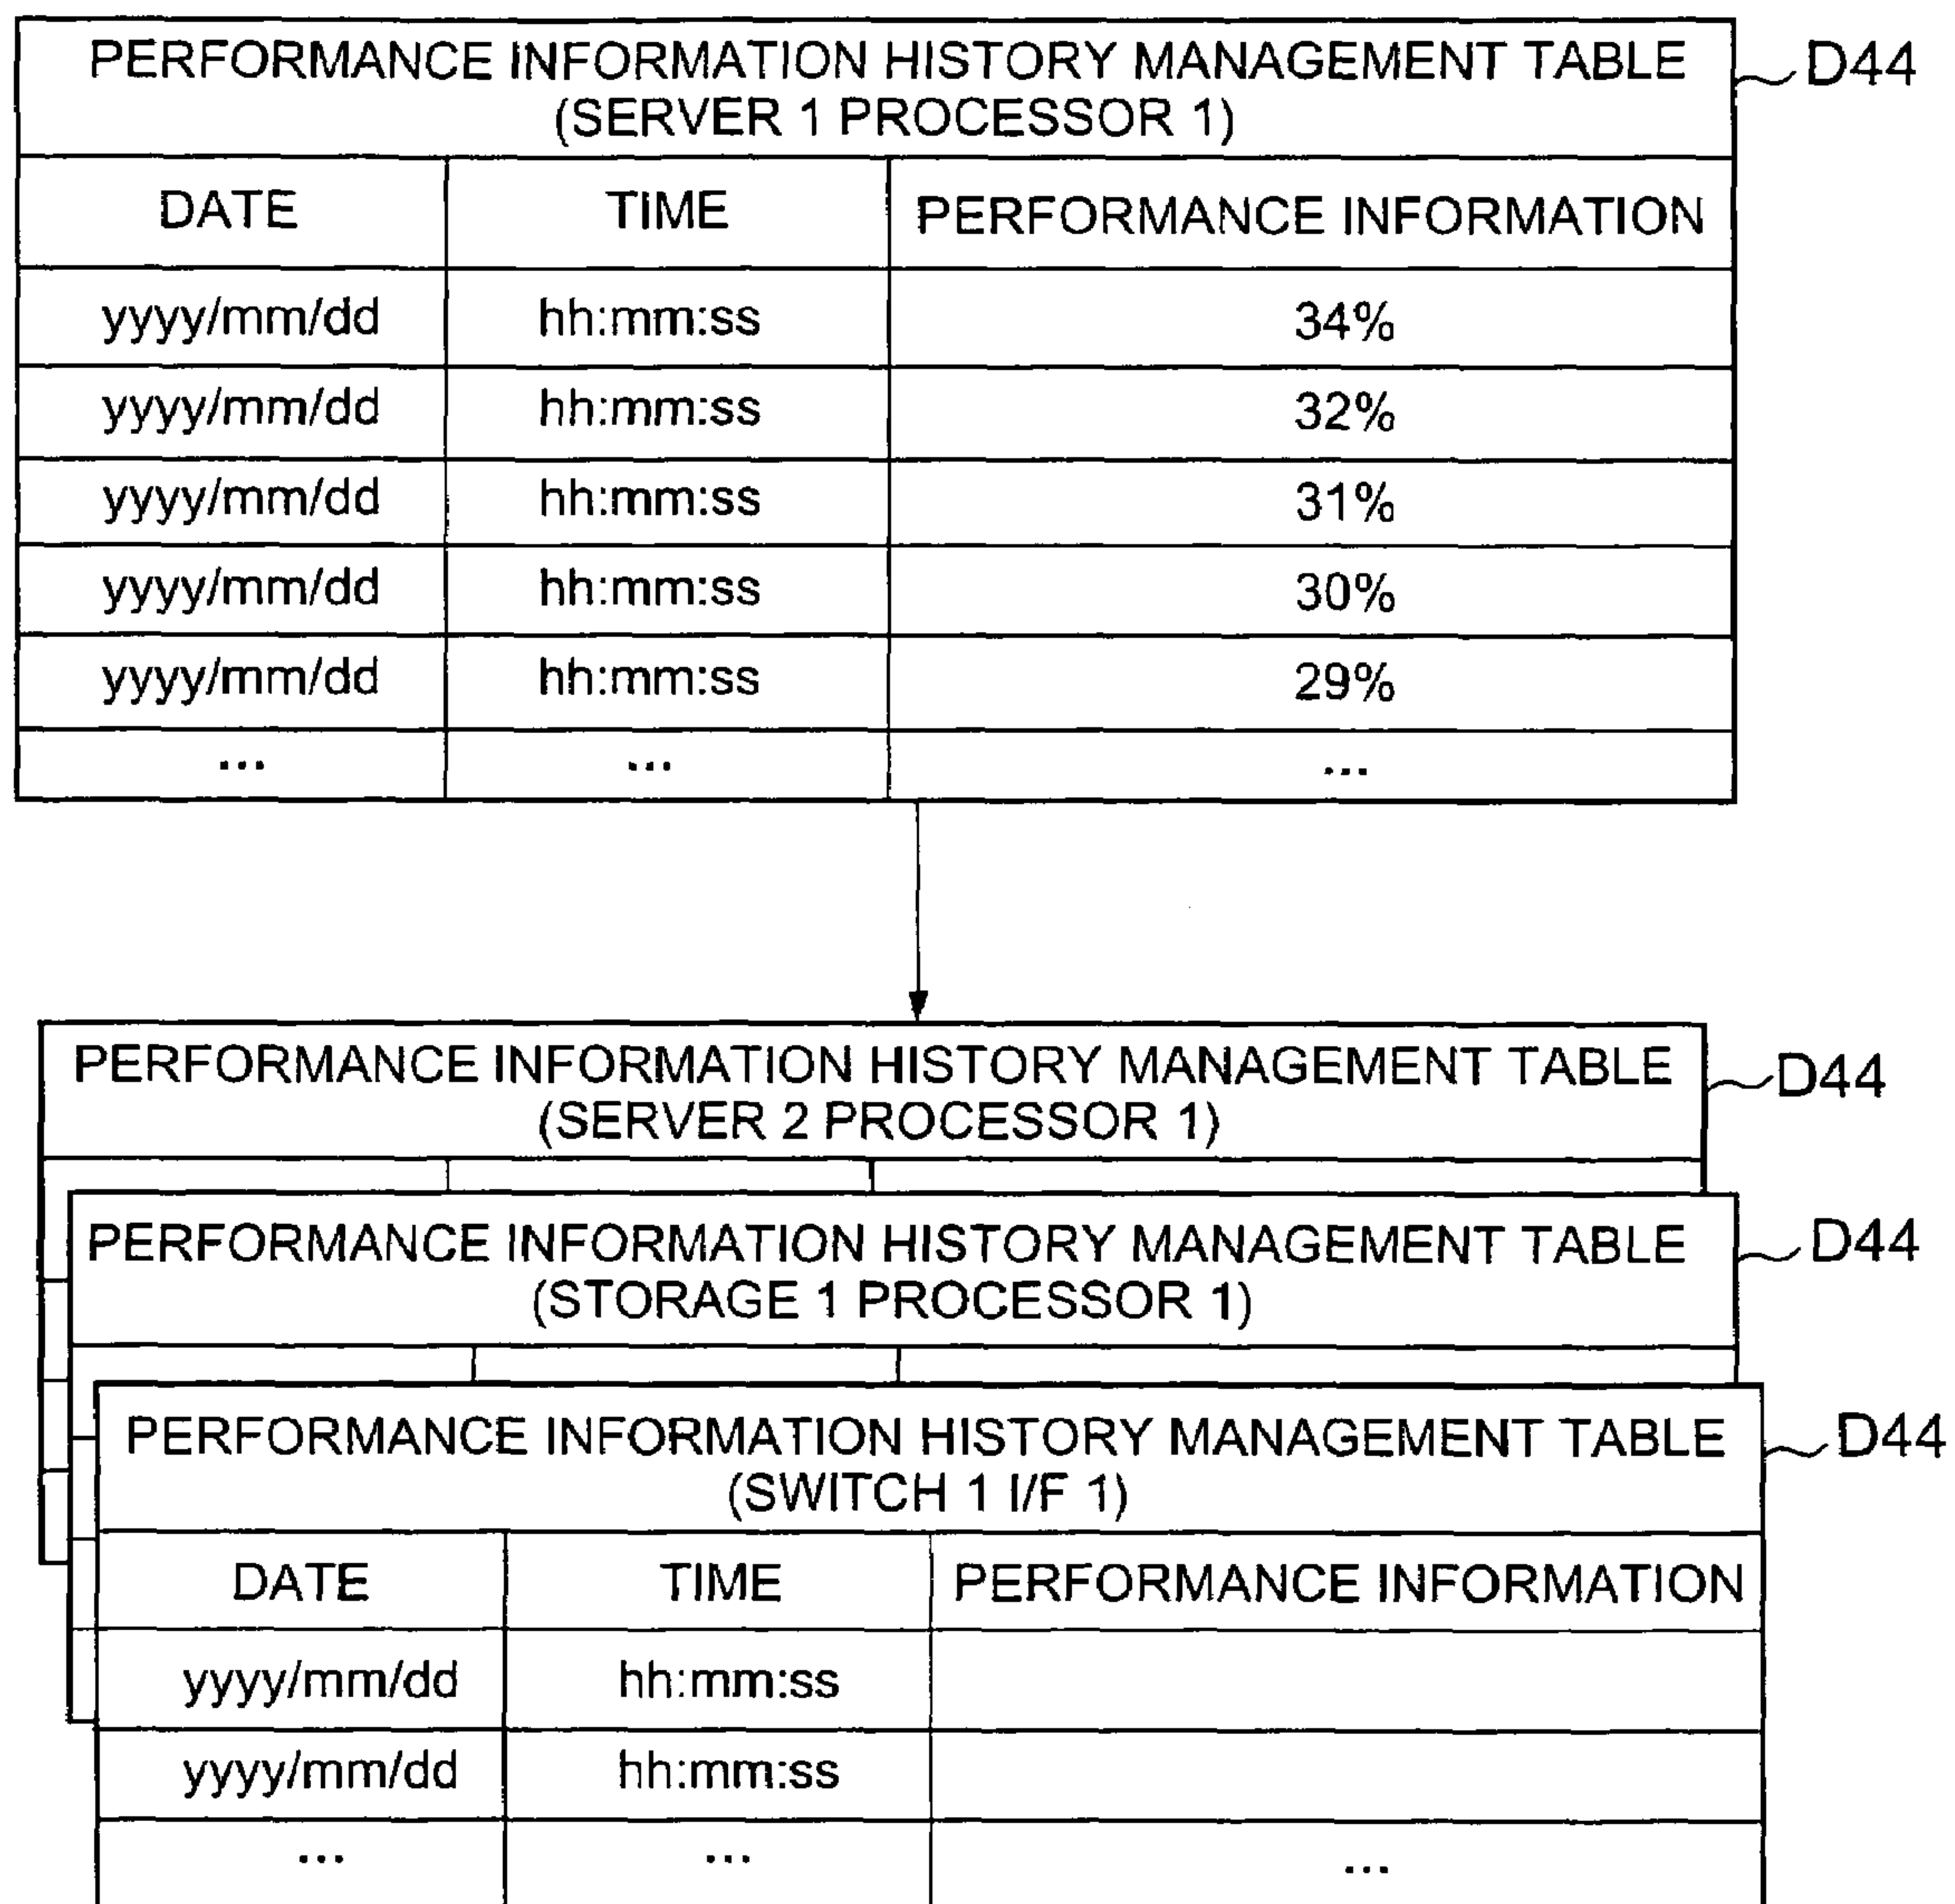 PERFORMANCE INFORMATION HISTORY MANAGEMENT TABLE
(SERVER 1 PROCESSOR 1)
D44
DATE TIME PERFORMANCE INFORMATION
yyyy/mm/dd hh:mm:ss 34%
yyyy/mm/dd hh:mm:ss 32%
yyyy/mm/dd hh:mm:ss 31%
yyyy/mm/dd hh:mm:ss 30%
yyyy/mm/dd hh:mm:ss 29%
... ... ...
PERFORMANCE INFORMATION HISTORY MANAGEMENT TABLE
(SERVER 2 PROCESSOR 1)
D44
PERFORMANCE INFORMATION HISTORY MANAGEMENT TABLE
(STORAGE 1 PROCESSOR 1)
D44
PERFORMANCE INFORMATION HISTORY MANAGEMENT TABLE
(SWITCH 1 I/F 1)
D44
DATE TIME PERFORMANCE INFORMATION
yyyy/mm/dd hh:mm:ss
yyyy/mm/dd hh:mm:ss
... ... ...